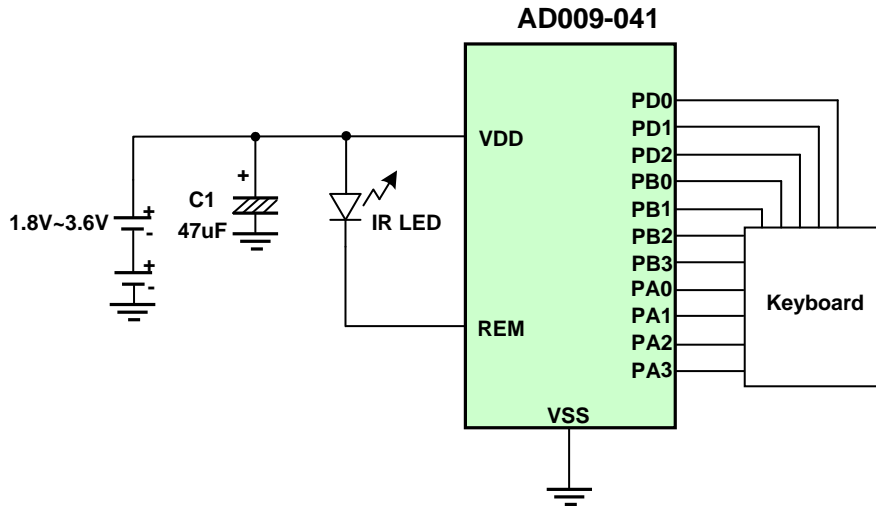 AD009-041
PD0
PD1
PD2
PB0
PB1
PB2
PB3
PA0
PA1
PA2
PA3
VDD
REM
VSS
Keyboard
1.8V~3.6V
+
-
+
-
+
C1
47uF
IR LED